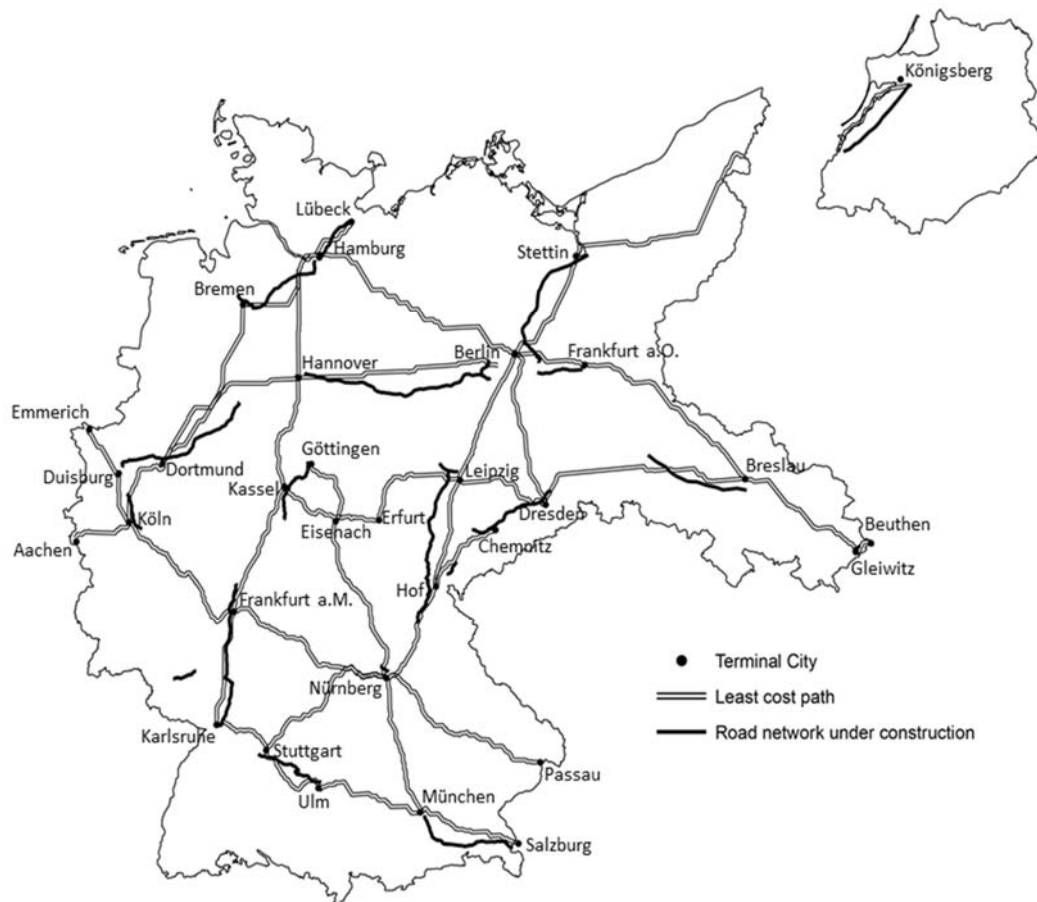 Königsberg
Lübeck
Hamburg
Stettin
Bremen
Hannover
Berlin
Frankfurt a.O.
Emmerich
Göttingen
Duisburg
Dortmund
Kassel
Leipzig
Breslau
Köln
Eisenach
Erfurt
Dresden
Beuthen
Aachen
Chemnitz
Gleiwitz
Hof
Frankfurt a.M.
Nürnberg
Terminal City
Least cost path
Karlsruhe
Road network under construction
Stuttgart
Passau
Ulm
München
Salzburg